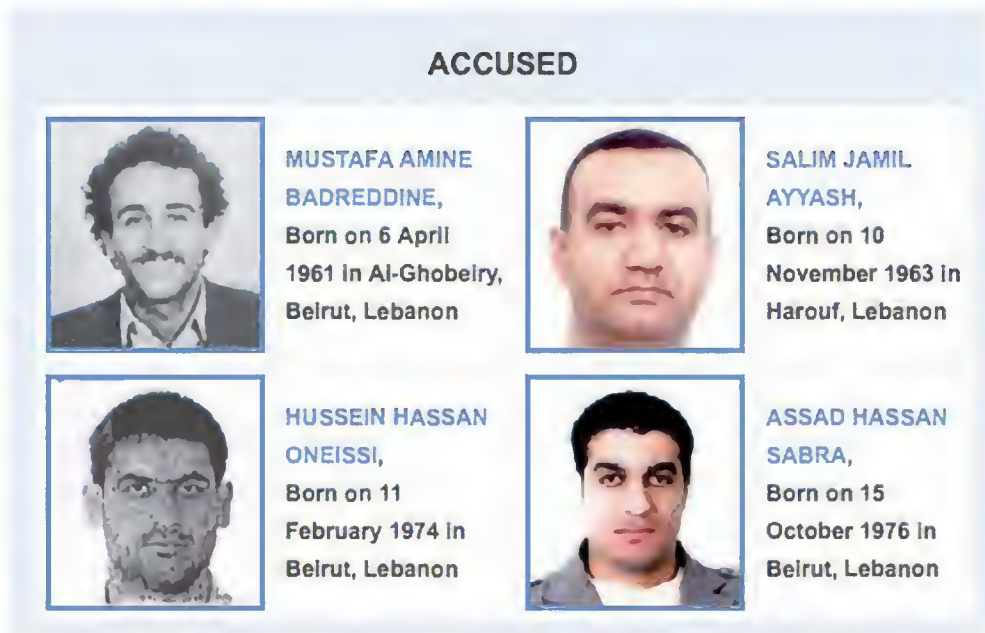 ACCUSED
MUSTAFA AMINE
BADREDDINE,
Born on 6 April
1961 in Al-Ghobeiry,
Beirut, Lebanon
SALIM JAMIL
AYYASH,
Born on 10
November 1963 in
Harouf, Lebanon
HUSSEIN HASSAN
ONEISSI,
Born on 11
February 1974 in
Beirut, Lebanon
ASSAD HASSAN
SABRA,
Born on 15
October 1976 in
Beirut, Lebanon